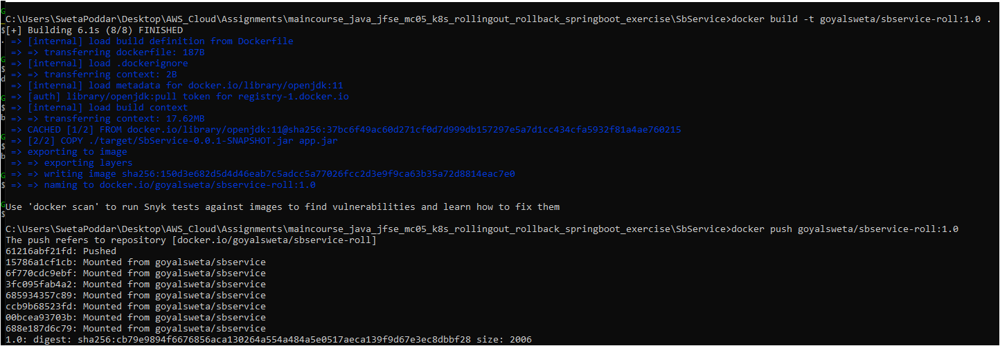 C:\Users\SwetaPoddar\Desktop\AWS_Cloud\Assignments\maincourse_java_jfse_mc05_k8s_rollingout_rollback_springboot_exercise\SbService>docker build -t goyalsweta/sbservice-roll:1.0 .
[+] Building 6.1s (8/8) FINISHED
=> [internal] load build definition from Dockerfile
=> => transferring dockerfile: 187B
=> [internal] load .dockerignore
=> => transferring context: 2B
=> [internal] load metadata for docker.io/library/openjdk:11
=> [auth] library/openjdk:pull token for registry-1.docker.io
=> [internal] load build context
=> => transferring context: 17.62MB
=> CACHED [1/2] FROM docker.io/library/openjdk:11@sha256:37bc6f49ac60d271cf0d7d999db157297e5a7d1cc434cfa5932f81a4ae760215
=> [2/2] COPY ./target/SbService-0.0.1-SNAPSHOT.jar app.jar
=> exporting to image
=> => exporting layers
=> => writing image sha256:150d3e682d5d4d46eab7c5adcc5a77026fcc2d3e9f9ca63b35a72d8814eac7e0
=> => naming to docker.io/goyalsweta/sbservice-roll:1.0
Use 'docker scan' to run Snyk tests against images to find vulnerabilities and learn how to fix them
C:\Users\SwetaPoddar\Desktop\AWS_Cloud\Assignments\maincourse_java_jfse_mc05_k8s_rollingout_rollback_springboot_exercise\SbService>docker push goyalsweta/sbservice-roll:1.0
The push refers to repository [docker.io/goyalsweta/sbservice-roll]
61216abf21fd: Pushed
15786a1cf1cb: Mounted from goyalsweta/sbservice
6f770cdc9ebf: Mounted from goyalsweta/sbservice
3fc095fab4a2: Mounted from goyalsweta/sbservice
685934357c89: Mounted from goyalsweta/sbservice
ccb9b68523fd: Mounted from goyalsweta/sbservice
00bcea93703b: Mounted from goyalsweta/sbservice
688e187d6c79: Mounted from goyalsweta/sbservice
1.0: digest: sha256:cb79e9894f6676856aca130264a554a484a5e0517aeca139f9d67e3ec8dbbf28 size: 2006